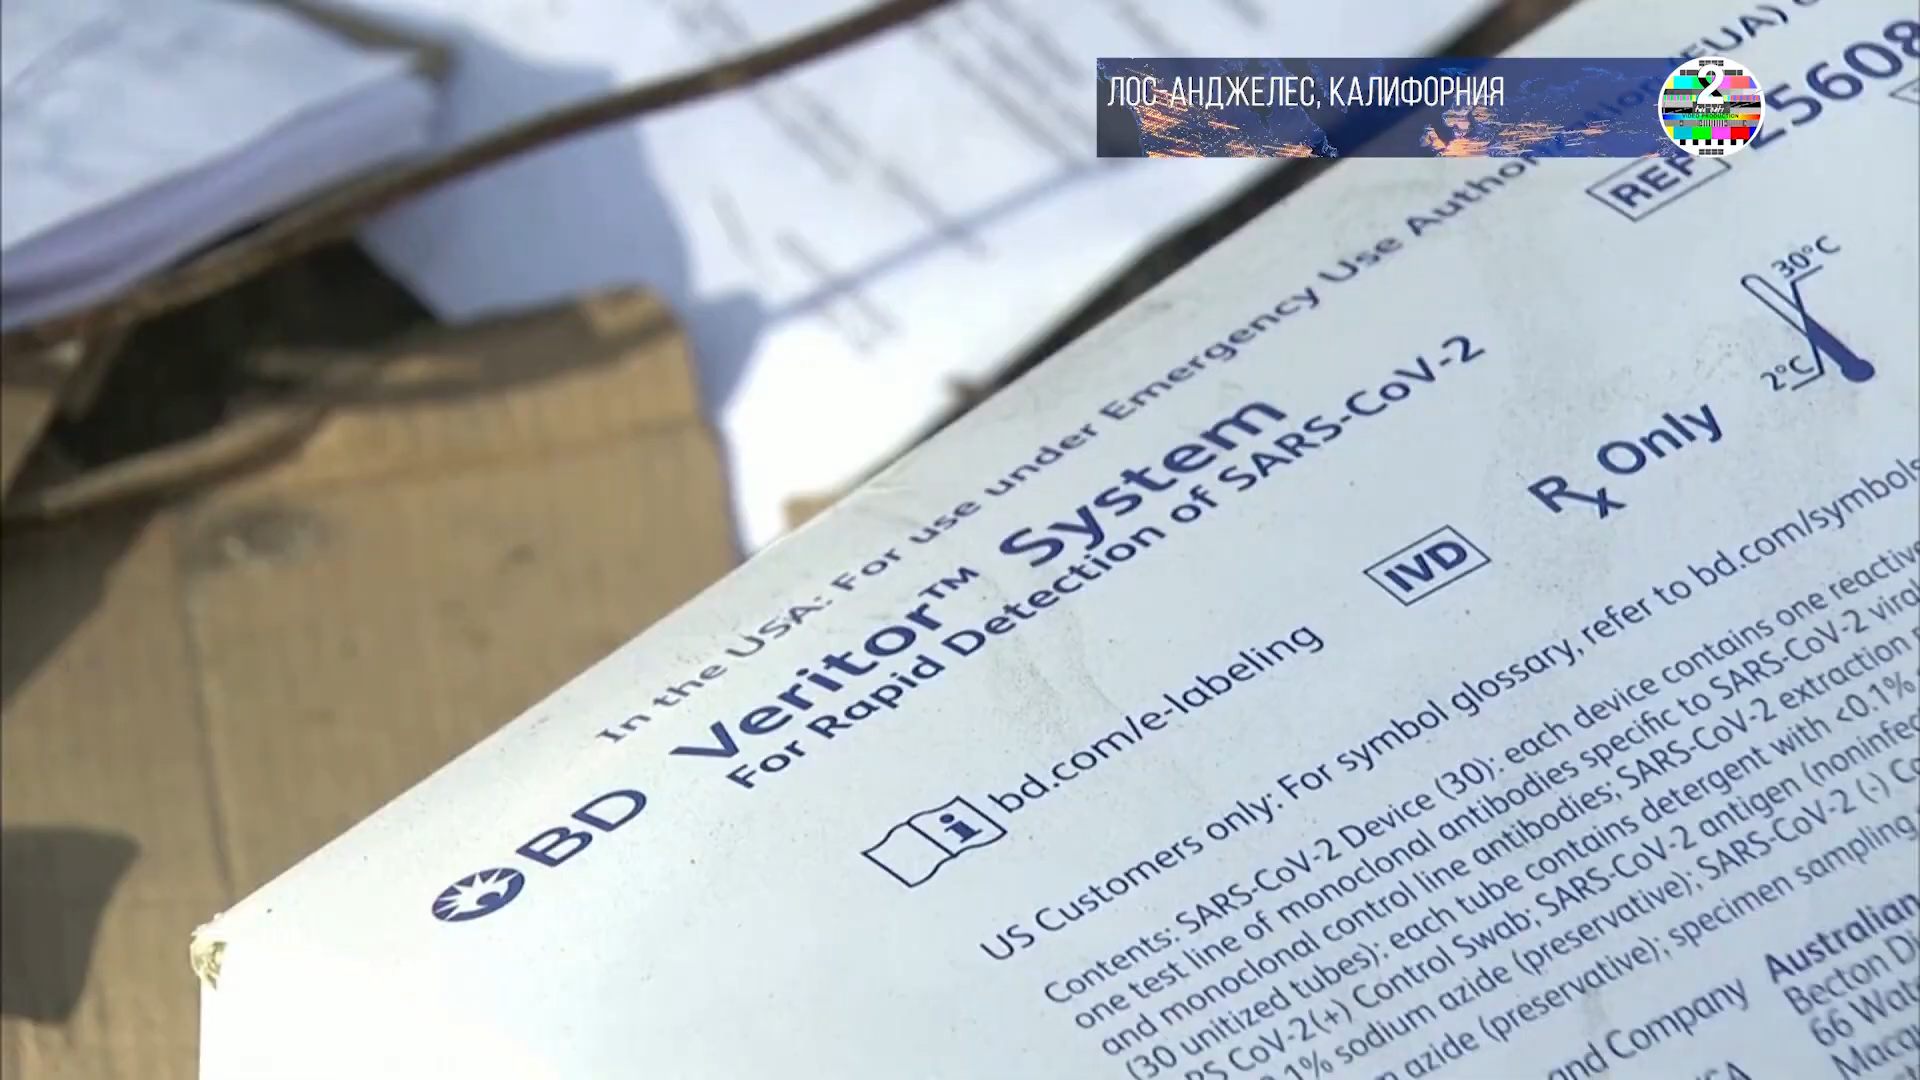 ЛОС-АНДЖЕЛЕС, КАЛИФОРНИЯ
2
VIDEO PRODUCTION
In the USA: For use under Emergency Use
REF 25608
30°C
2°C
BD Veritor™ System
For Rapid Detection of SARS-CoV-2
Rx Only
IVD
bd.com/e-labeling
US Customers only: For symbol glossary, refer to bd.com/symbols
Contents: SARS-CoV-2 Device (30): each device contains one reactive
one test line of monoclonal antibodies specific to SARS-CoV-2 viral
and monoclonal control line antibodies; SARS-CoV-2 extraction
(30 unitized tubes): each tube contains detergent with <0.1%
CoV-2(+) Control Swab; SARS-CoV-2 antigen
1% sodium azide (preservative); SARS-CoV-2 (-)
azide (preservative); specimen sampling
and Company
Australian
Becton
66